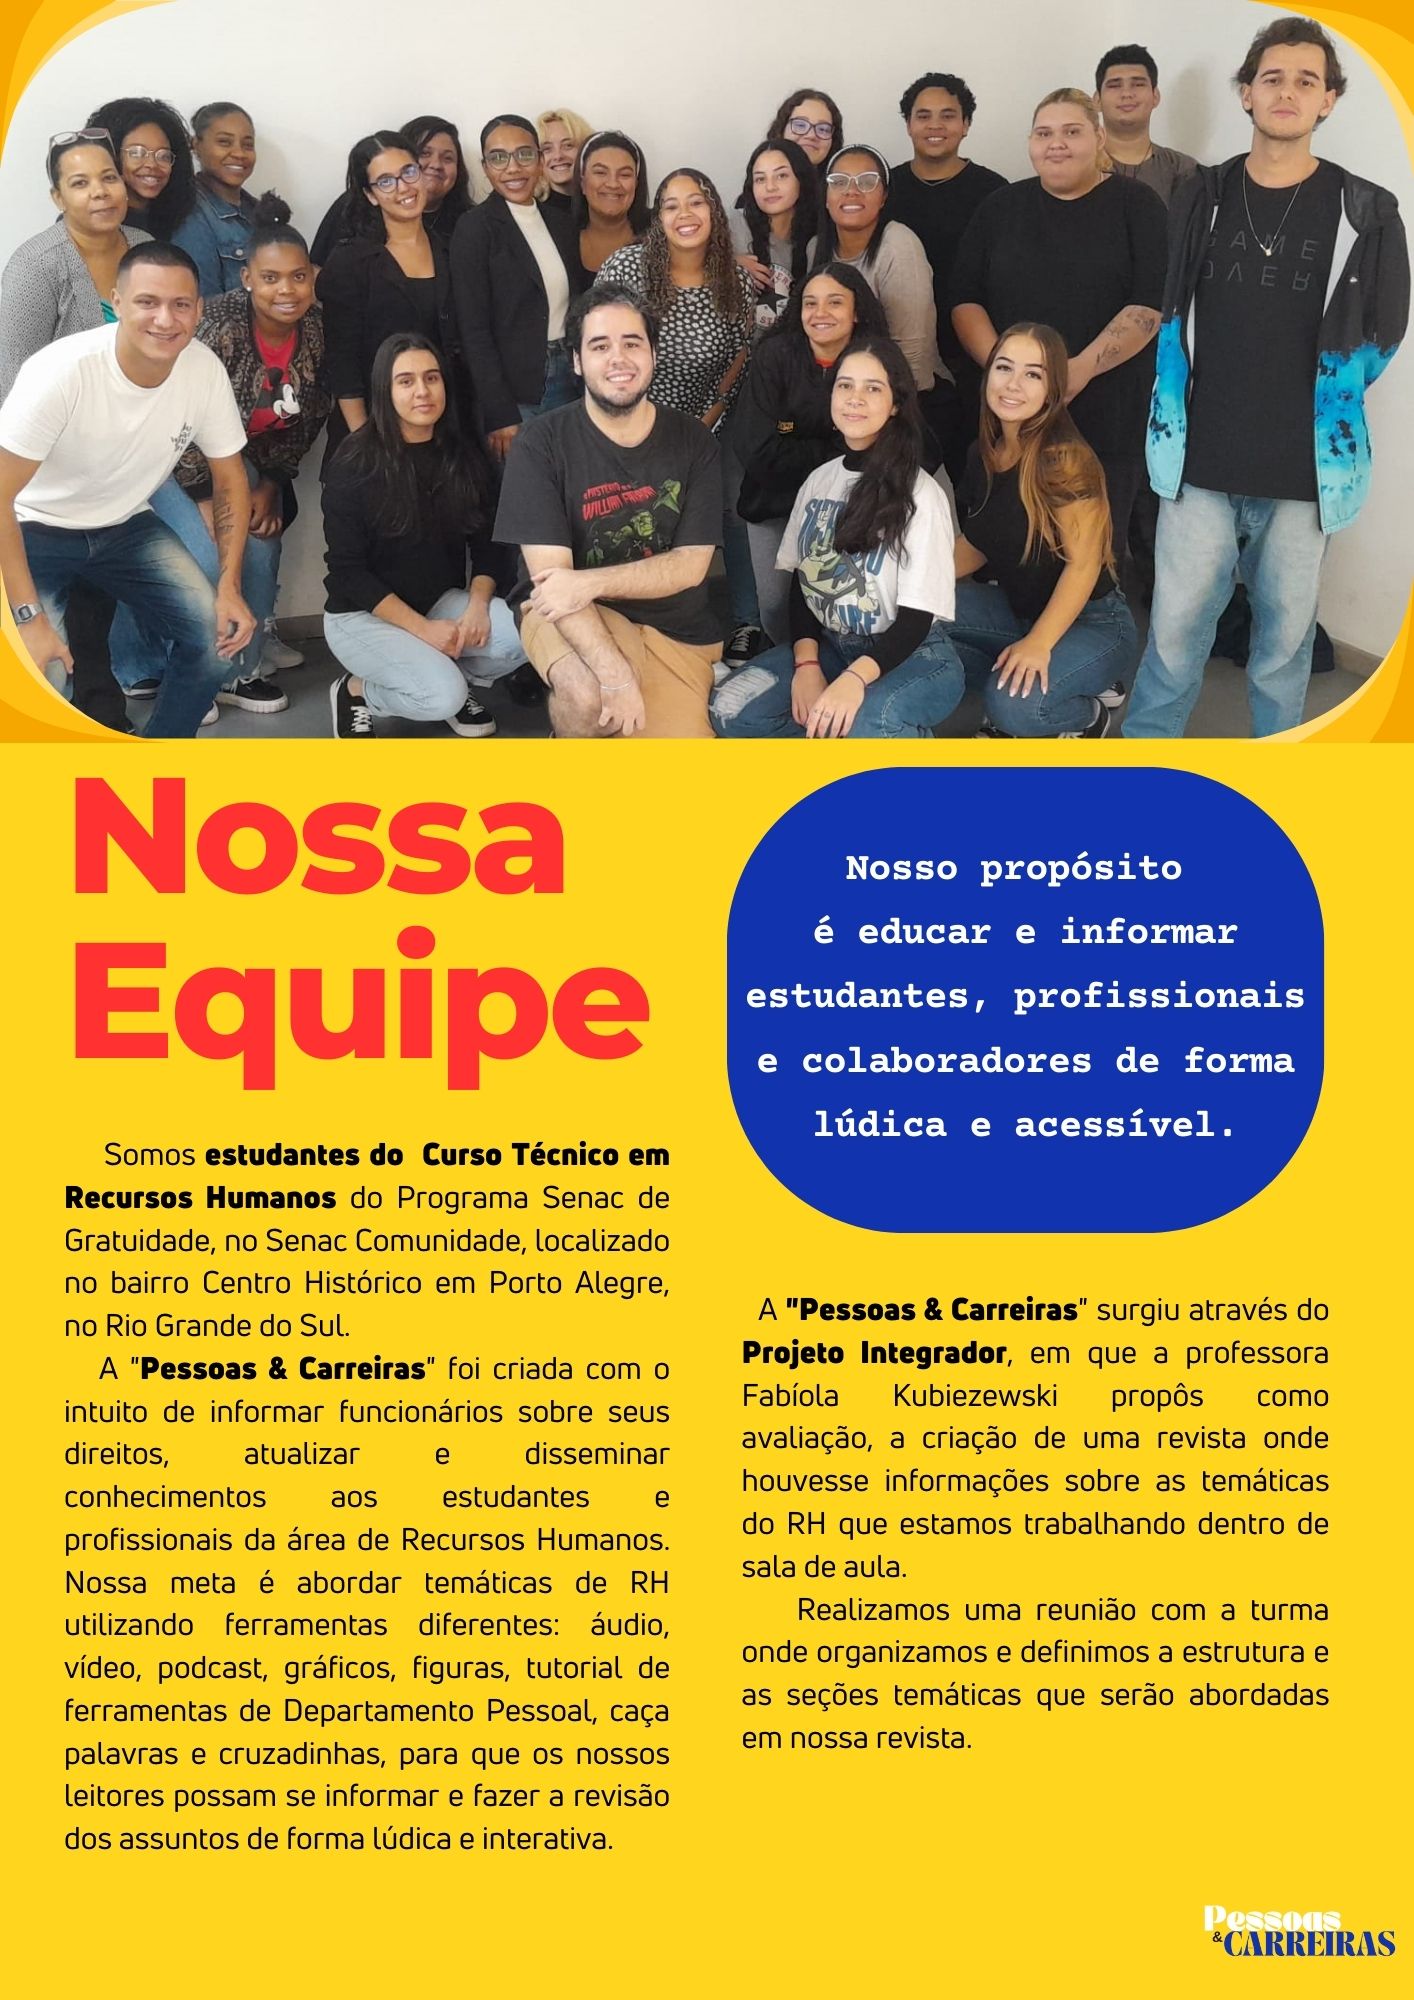 GAME
OVER
Nossa
Equipe
Somos estudantes do Curso Técnico em
Recursos Humanos do Programa Senac de
Gratuidade, no Senac Comunidade, localizado
no bairro Centro Histórico em Porto Alegre,
no Rio Grande do Sul.
A "Pessoas & Carreiras" foi criada com o
intuito de informar funcionários sobre seus
direitos, atualizar e disseminar
conhecimentos aos estudantes e
profissionais da área de Recursos Humanos.
Nossa meta é abordar temáticas de RH
utilizando ferramentas diferentes: áudio,
vídeo, podcast, gráficos, figuras, tutorial de
ferramentas de Departamento Pessoal, caça
palavras e cruzadinhas, para que os nossos
leitores possam se informar e fazer a revisão
dos assuntos de forma lúdica e interativa.
Nosso propósito
é educar e informar
estudantes, profissionais
e colaboradores de forma
lúdica e acessível.
A "Pessoas & Carreiras" surgiu através do
Projeto Integrador, em que a professora
Fabíola Kubiezewski propôs como
avaliação, a criação de uma revista onde
houvesse informações sobre as temáticas
do RH que estamos trabalhando dentro de
sala de aula.
Realizamos uma reunião com a turma
onde organizamos e definimos a estrutura e
as seções temáticas que serão abordadas
em nossa revista.
Pessoas
&CARREIRAS